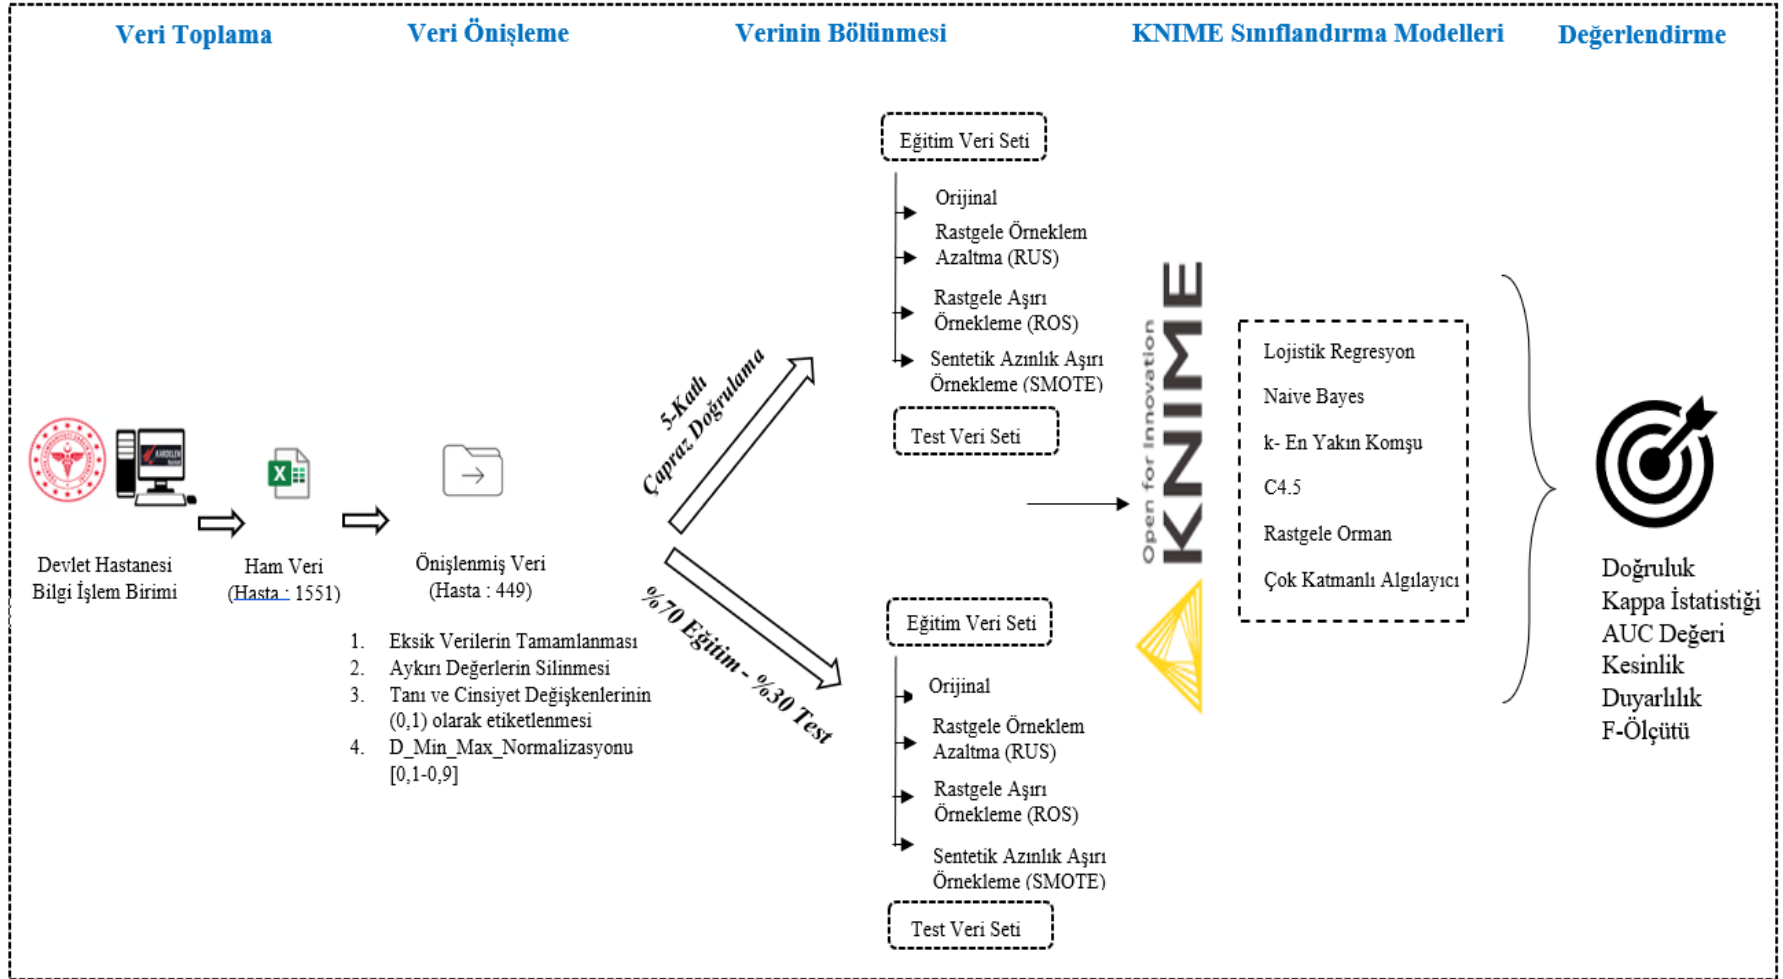 Veri Toplama
Veri Önişleme
Verinin Bölünmesi
KNIME Sınıflandırma Modelleri
Değerlendirme
KARDELEN
Devlet Hastanesi
Bilgi İşlem Birimi
Ham Veri
(Hasta : 1551)
Önişlenmiş Veri
(Hasta : 449)
1. Eksik Verilerin Tamamlanması
2. Aykırı Değerlerin Silinmesi
3. Tanı ve Cinsiyet Değişkenlerinin
(0,1) olarak etiketlenmesi
4. D_Min_Max_Normalizasyonu
[0,1-0,9]
5-Katlı
Çapraz Doğrulama
%70 Eğitim - %30 Test
Eğitim Veri Seti
Orijinal
Rastgele Örneklem
Azaltma (RUS)
Rastgele Aşırı
Örnekleme (ROS)
Sentetik Azınlık Aşırı
Örnekleme (SMOTE)
Test Veri Seti
Eğitim Veri Seti
Orijinal
Rastgele Örneklem
Azaltma (RUS)
Rastgele Aşırı
Örnekleme (ROS)
Sentetik Azınlık Aşırı
Örnekleme (SMOTE)
Test Veri Seti
Open for Innovation
KNIME
Lojistik Regresyon
Naive Bayes
k- En Yakın Komşu
C4.5
Rastgele Orman
Çok Katmanlı Algılayıcı
Doğruluk
Kappa İstatistiği
AUC Değeri
Kesinlik
Duyarlılık
F-Ölçütü